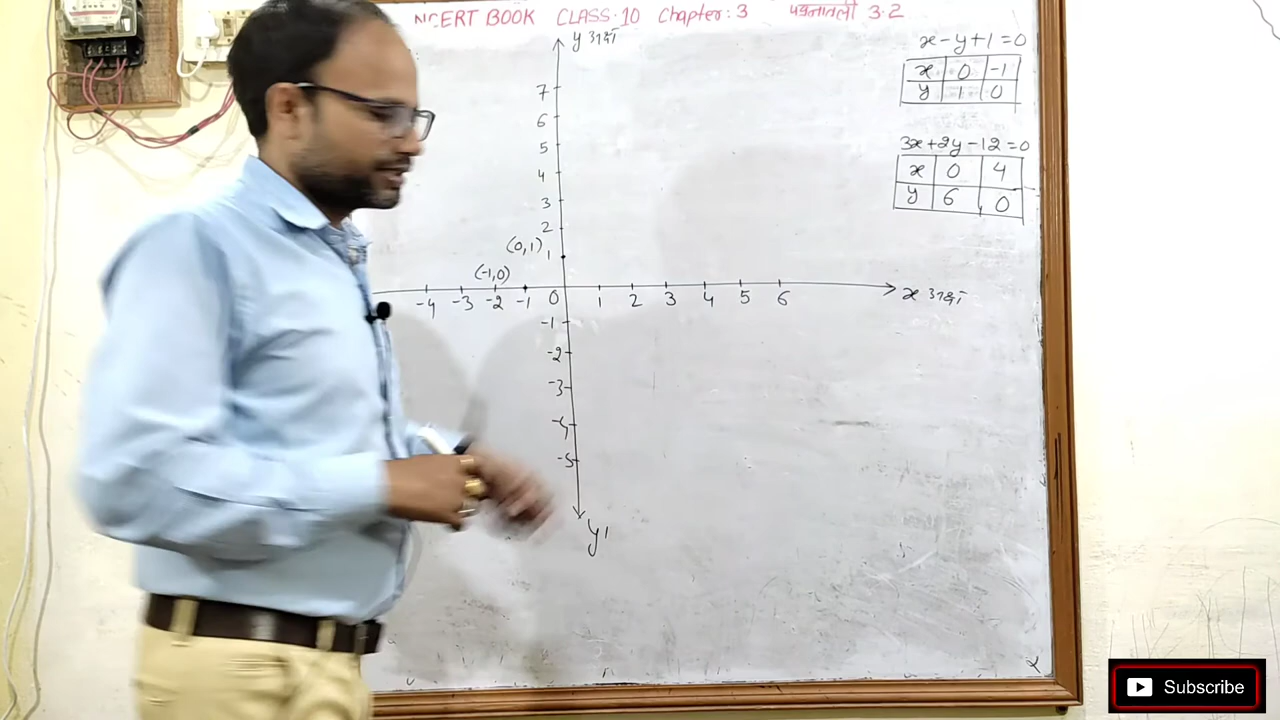 NCERT BOOK CLASS·10 Chapter:3 प्रश्नावली 3.2
y अक्ष
x-y+1=0
x 0 -1
y 1 0
3x+2y-12=0
x 0 4
y 6 0
7
6
5
4
3
2
1
(0,1)
(-1,0)
-4 -3 -2 -1 0 1 2 3 4 5 6
x अक्ष
-1
-2
-3
-4
-5
y'
2
Subscribe